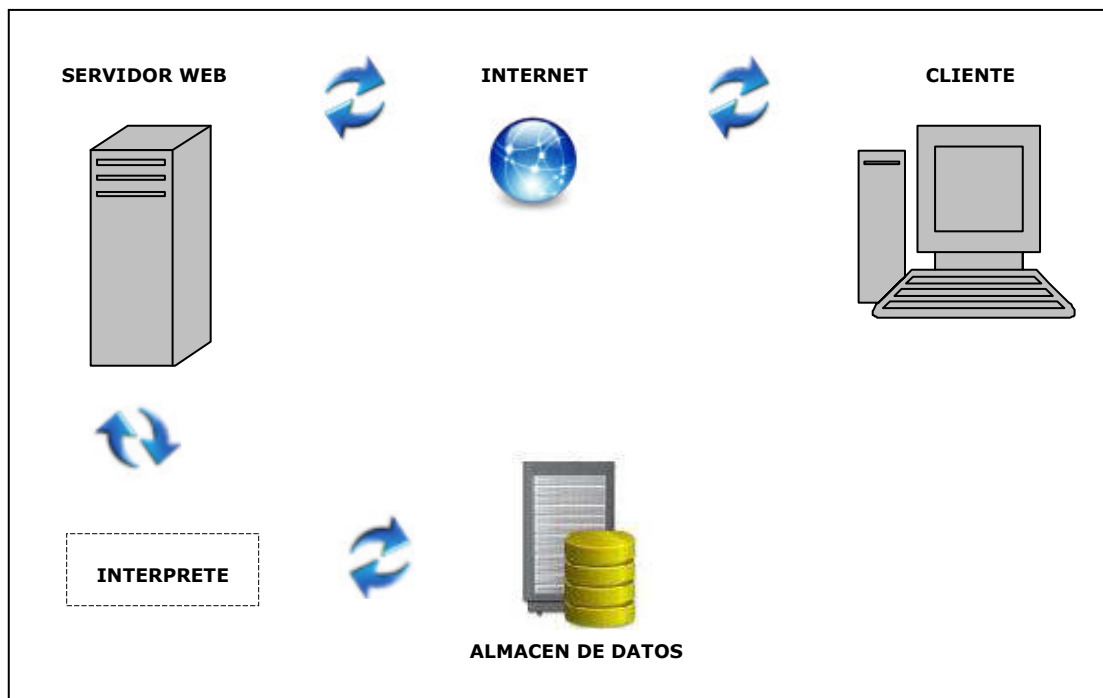 SERVIDOR WEB
INTERNET
CLIENTE
INTERPRETE
ALMACEN DE DATOS